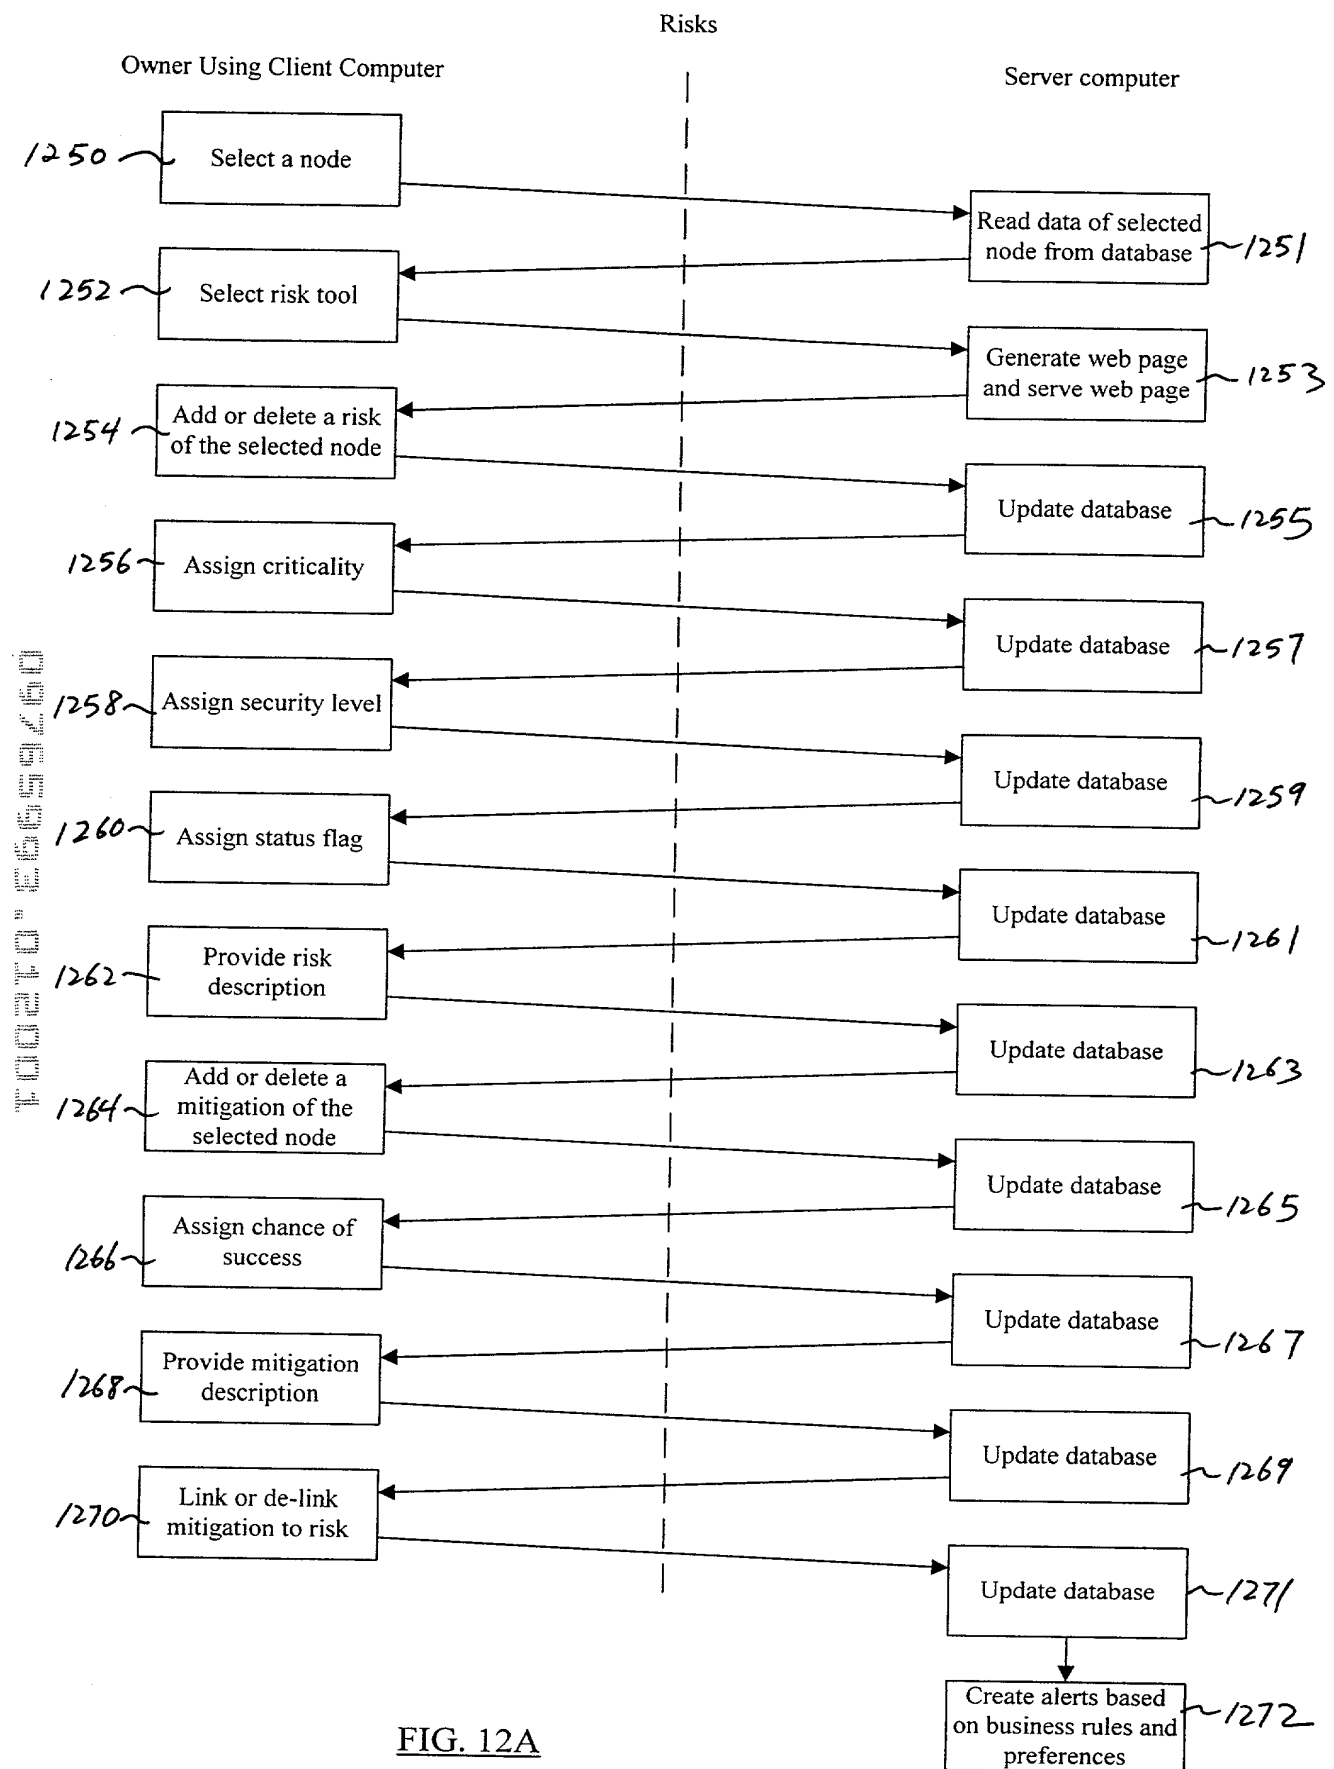 Risks
Owner Using Client Computer
Server computer
1250
Select a node
Read data of selected
node from database
1251
1252
Select risk tool
Generate web page
and serve web page
1253
1254
Add or delete a risk
of the selected node
Update database
1255
1256
Assign criticality
Update database
1257
1258
Assign security level
Update database
1259
1260
Assign status flag
Update database
1261
1262
Provide risk
description
Update database
1263
1264
Add or delete a
mitigation of the
selected node
Update database
1265
1266
Assign chance of
success
Update database
1267
1268
Provide mitigation
description
Update database
1269
1270
Link or de-link
mitigation to risk
Update database
1271
Create alerts based
on business rules and
preferences
1272
FIG. 12A